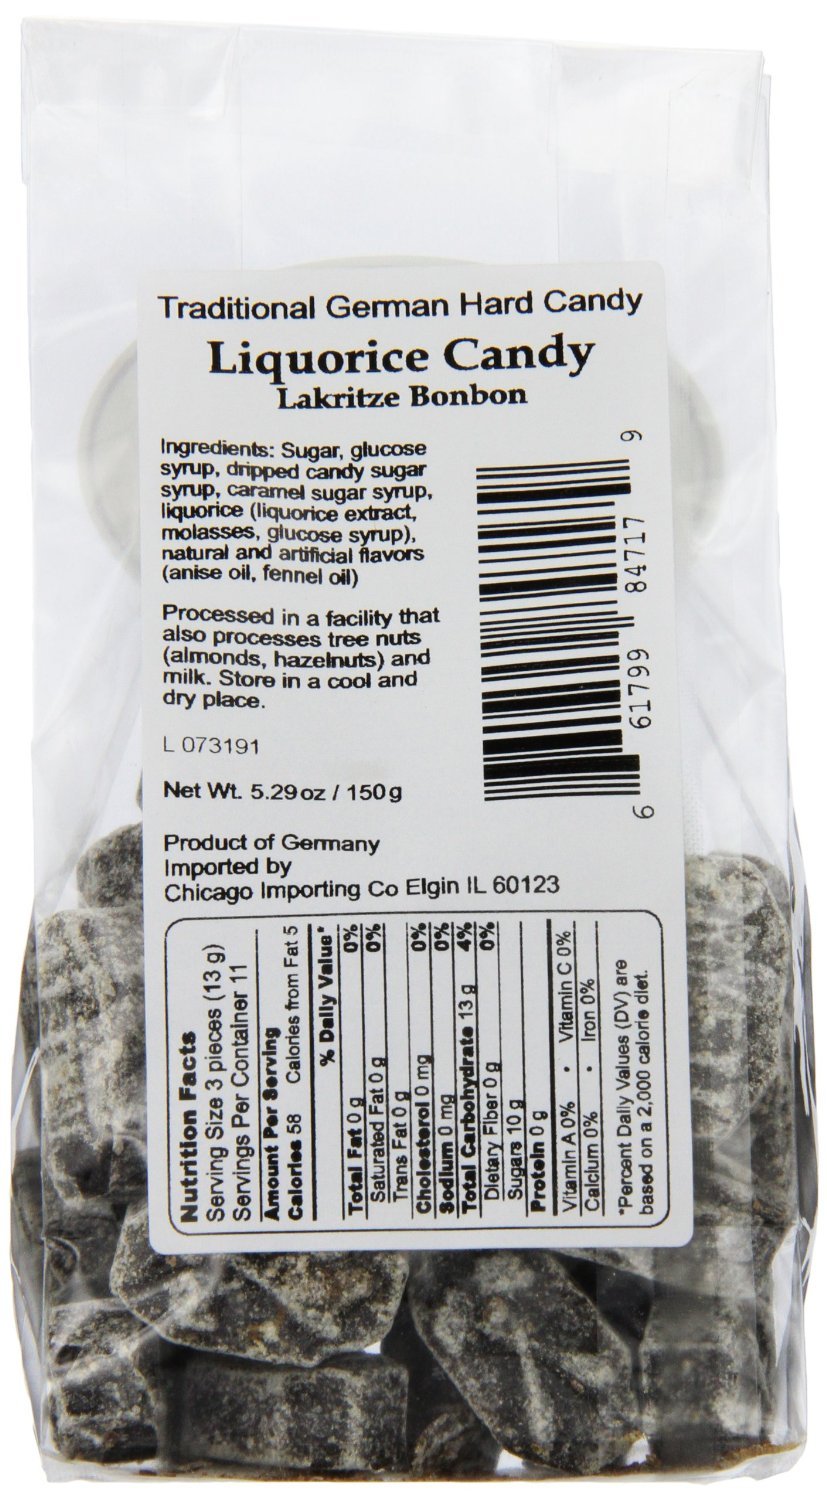 Traditional German Hard Candy
Liquorice Candy
Lakritze Bonbon
Ingredients: Sugar, glucose
syrup, dripped candy sugar
syrup, caramel sugar syrup,
liquorice (liquorice extract,
molasses, glucose syrup),
natural and artificial flavors
(anise oil, fennel oil)
Processed in a facility that
also processes tree nuts
(almonds, hazelnuts) and
milk. Store in a cool and
dry place.
L 073191
Net Wt. 5.29oz / 150g
6 61799 84717 9
Product of Germany
Imported by
Chicago Importing Co Elgin IL 60123
Nutrition Facts
Serving Size 3 pieces (13 g)
Servings Per Container 11
Amount Per Serving
Calories 58 Calories from Fat 5
% Daily Value*
Total Fat 0 g 0%
Saturated Fat 0 g 0%
Trans Fat 0 g
Cholesterol 0 mg 0%
Sodium 0 mg 0%
Total Carbohydrate 13 g 4%
Dietary Fiber 0 g 0%
Sugars 10 g
Protein 0 g
Vitamin A 0% • Vitamin C 0%
Calcium 0% • Iron 0%
*Percent Daily Values (DV) are
based on a 2,000 calorie diet.